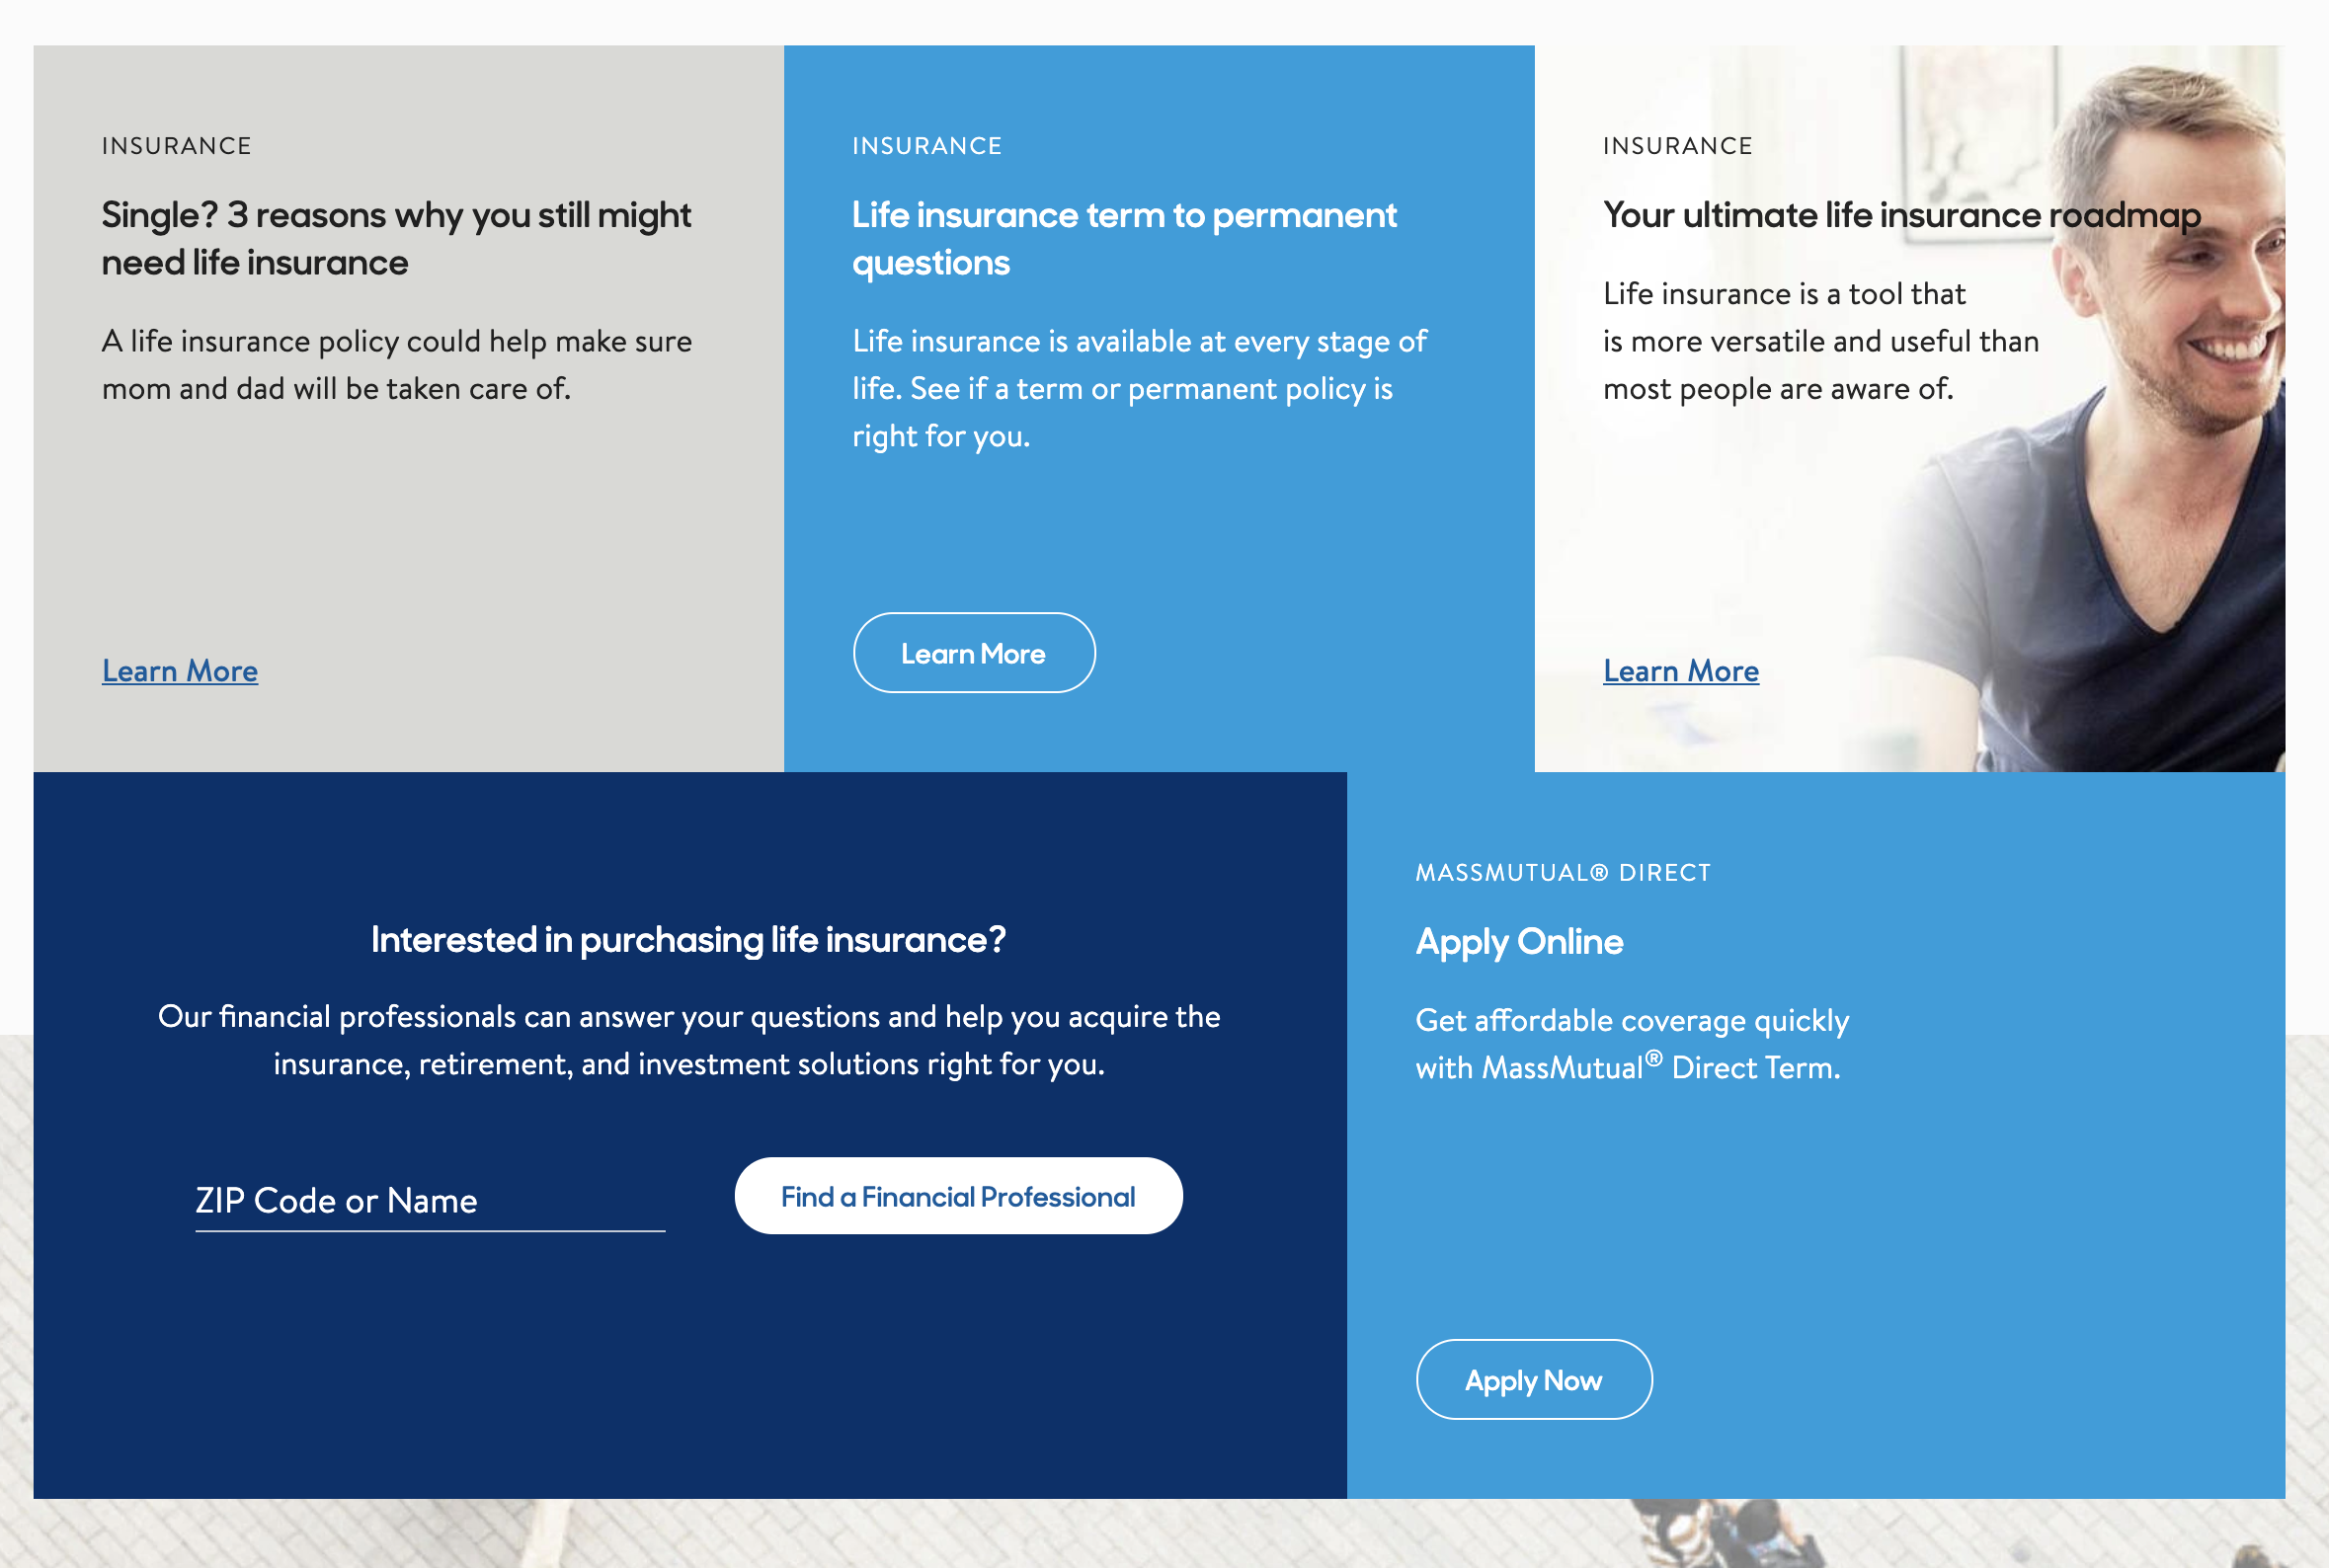 INSURANCE
Single? 3 reasons why you still might
need life insurance
A life insurance policy could help make sure
mom and dad will be taken care of.
Learn More
INSURANCE
Life insurance term to permanent
questions
Life insurance is available at every stage of
life. See if a term or permanent policy is
right for you.
Learn More
INSURANCE
Your ultimate life insurance roadmap
Life insurance is a tool that
is more versatile and useful than
most people are aware of.
Learn More
Interested in purchasing life insurance?
Our financial professionals can answer your questions and help you acquire the
insurance, retirement, and investment solutions right for you.
ZIP Code or Name
Find a Financial Professional
MASSMUTUAL® DIRECT
Apply Online
Get affordable coverage quickly
with MassMutual® Direct Term.
Apply Now